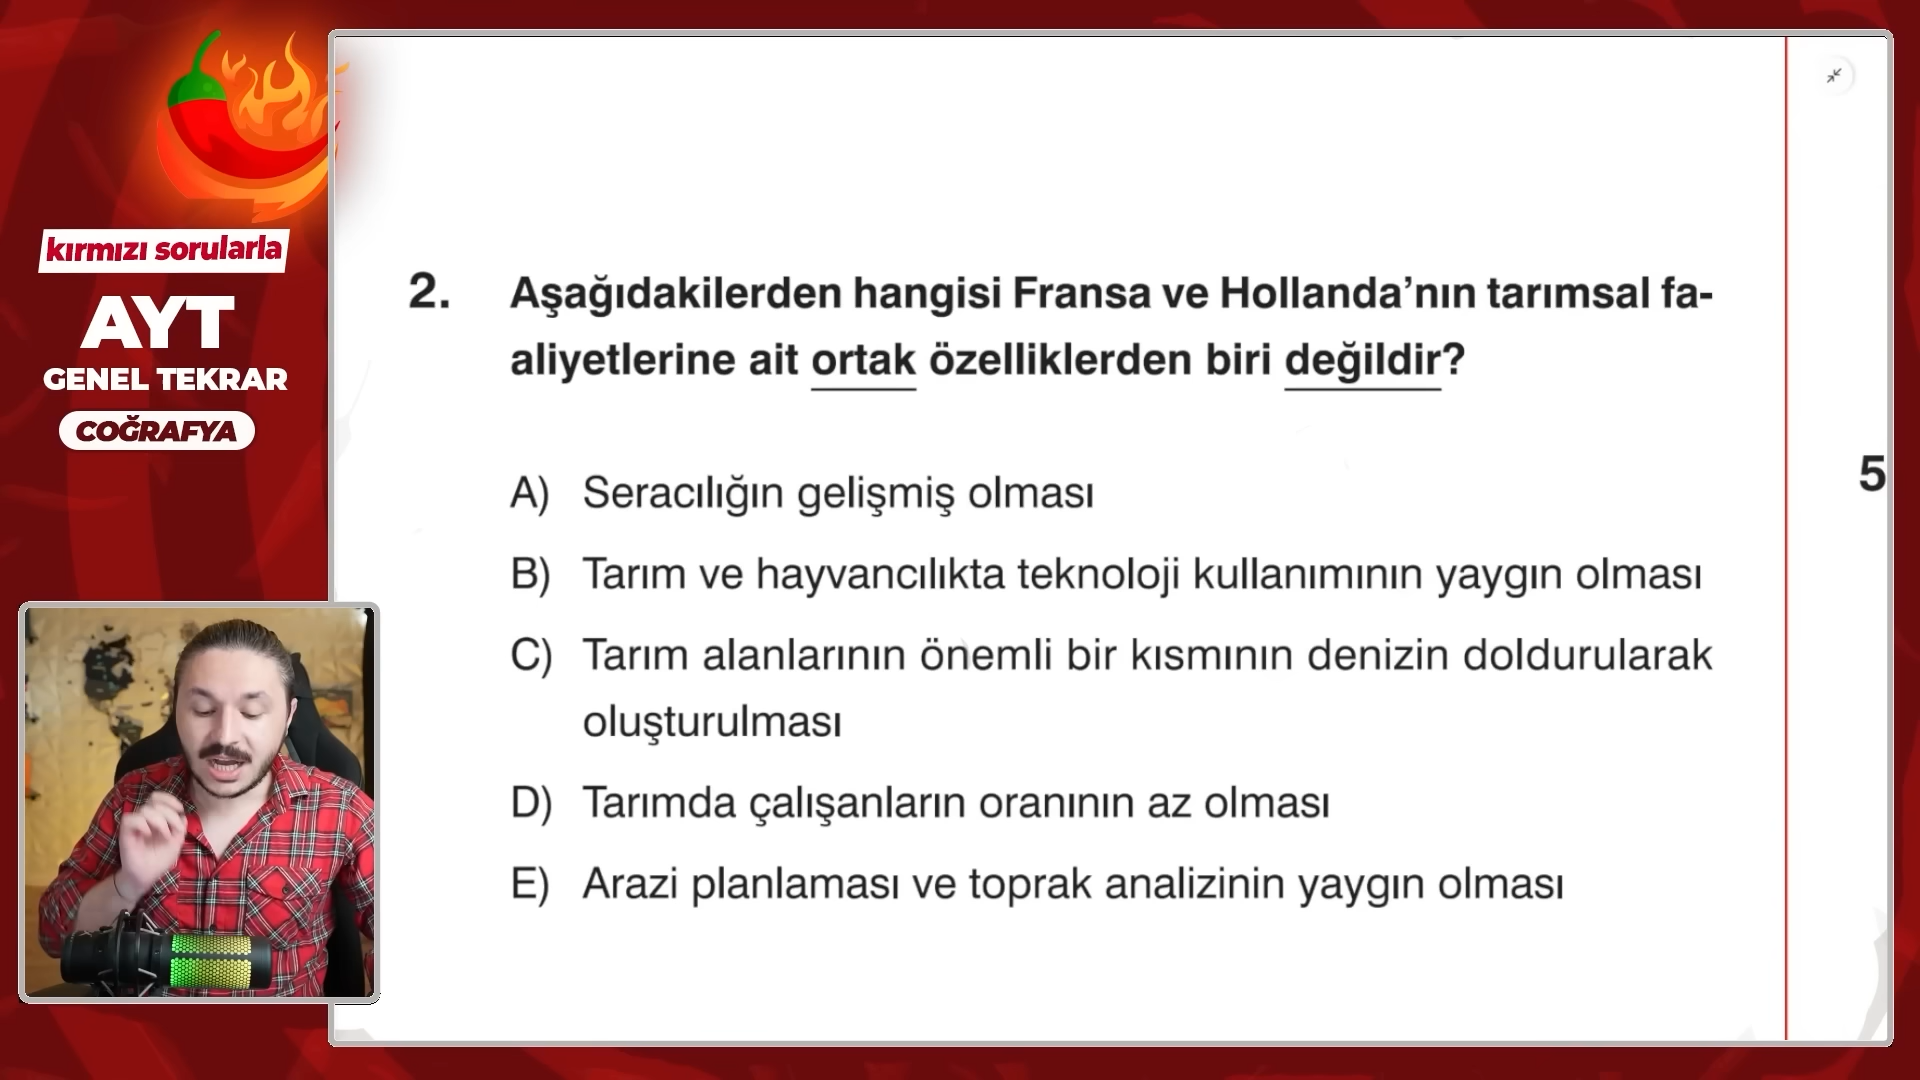 kırmızı sorularla
AYT
GENEL TEKRAR
COĞRAFYA
2. Aşağıdakilerden hangisi Fransa ve Hollanda’nın tarımsal fa-
aliyetlerine ait ortak özelliklerden biri değildir?
A) Seracılığın gelişmiş olması
B) Tarım ve hayvancılıkta teknoloji kullanımının yaygın olması
C) Tarım alanlarının önemli bir kısmının denizin doldurularak
oluşturulması
D) Tarımda çalışanların oranının az olması
E) Arazi planlaması ve toprak analizinin yaygın olması
5